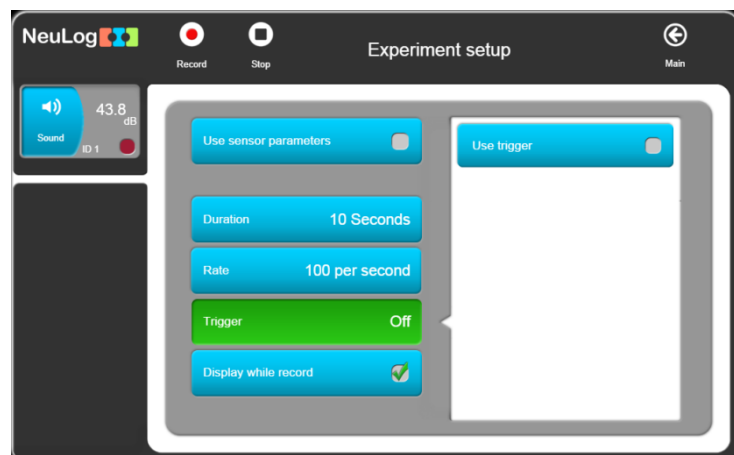 NeuLog
Record
Stop
Experiment setup
Main
43.8
dB
Sound
ID 1
Use sensor parameters
Use trigger
Duration 10 Seconds
Rate 100 per second
Trigger Off
Display while record